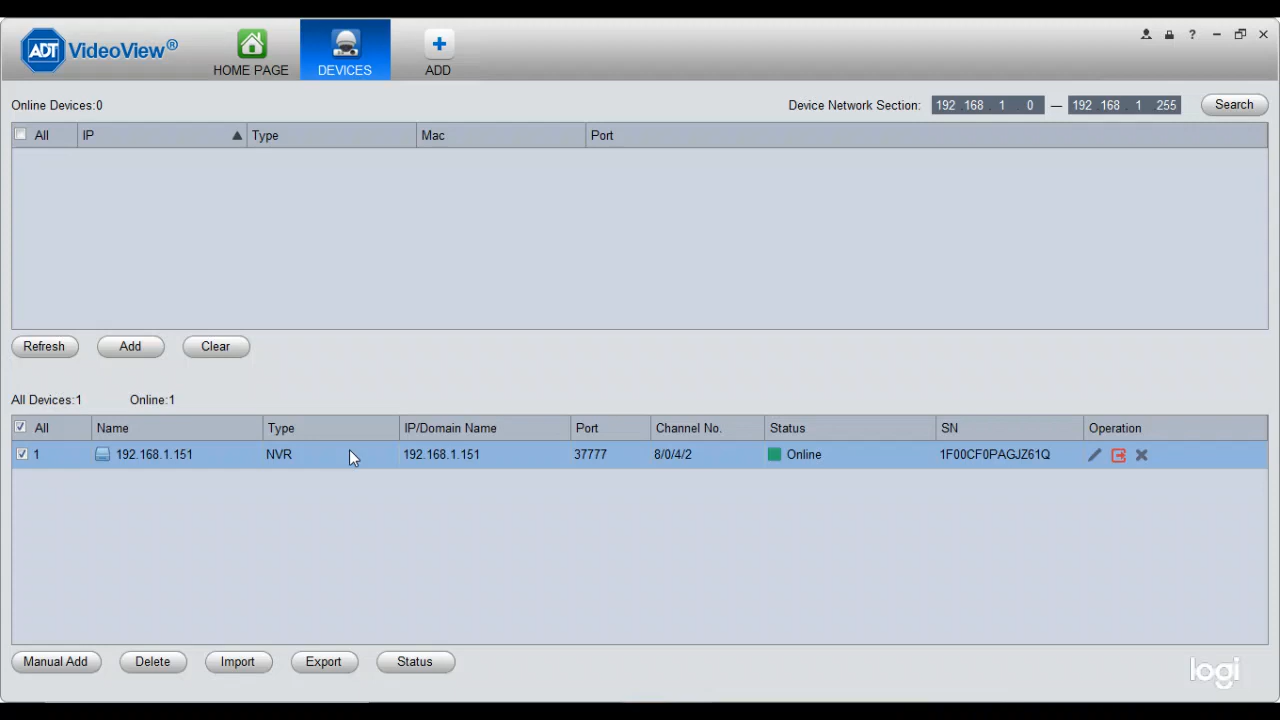 ADT VideoView®
HOME PAGE
DEVICES
ADD
?
Online Devices:0
Device Network Section: 192 .168 . 1 . 0 — 192 .168 . 1 . 255 Search
All IP Type Mac Port
Refresh Add Clear
All Devices:1 Online:1
All Name Type IP/Domain Name Port Channel No. Status SN Operation
1 192.168.1.151 NVR 192.168.1.151 37777 8/0/4/2 Online 1F00CF0PAGJZ61Q
Manual Add Delete Import Export Status
logi